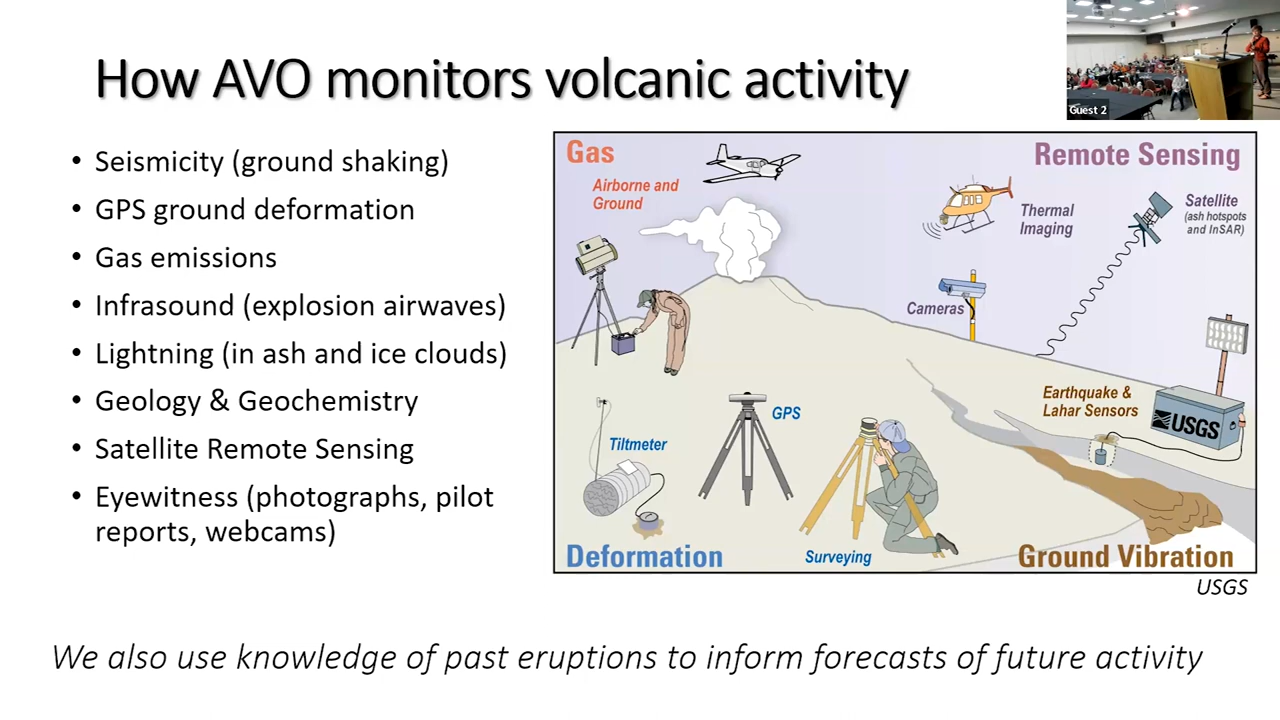 How AVO monitors volcanic activity
Guest 2
• Seismicity (ground shaking)
• GPS ground deformation
• Gas emissions
• Infrasound (explosion airwaves)
• Lightning (in ash and ice clouds)
• Geology & Geochemistry
• Satellite Remote Sensing
• Eyewitness (photographs, pilot
reports, webcams)
Gas
Airborne and
Ground
Remote Sensing
Thermal
Imaging
Satellite
(ash hotspots
and InSAR)
Cameras
Earthquake &
Lahar Sensors
USGS
GPS
Tiltmeter
Deformation
Surveying
Ground Vibration
USGS
We also use knowledge of past eruptions to inform forecasts of future activity